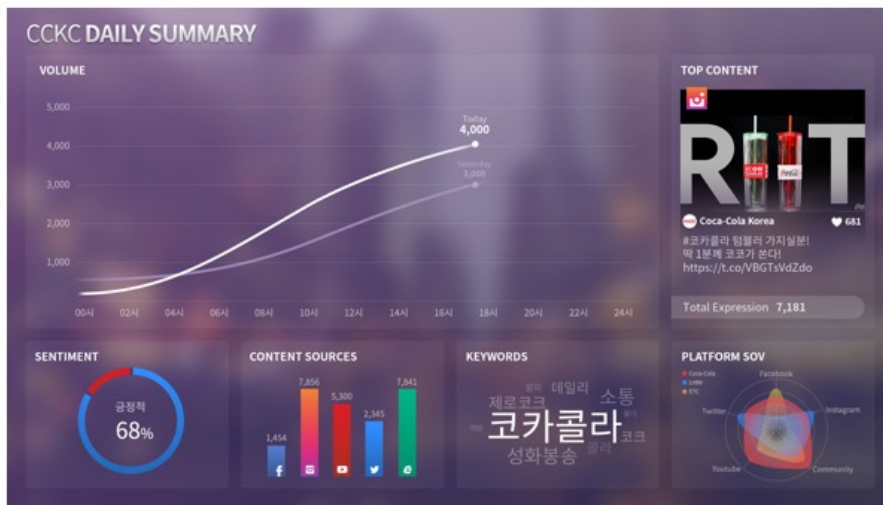 CCKC DAILY SUMMARY
VOLUME
5,000
4,000
3,000
2,000
1,000
Today
4,000
Yesterday
3,000
00시 02시 04시 06시 08시 10시 12시 14시 16시 18시 20시 22시 24시
TOP CONTENT
R T
Coca-Cola Korea 681
#코카콜라 텀블러 가지실분!
딱 1분께 코코가 쏜다!
https://t.co/VBGTsVdZdo
Total Expression 7,181
SENTIMENT
긍정적
68%
CONTENT SOURCES
1,454
7,856
5,300
2,345
7,841
KEYWORDS
데일리
소통
제로코크
코카콜라
코크
콜라
성화봉송
PLATFORM SOV
Coca-Cola
Lotte
ETC
Facebook
Twitter
Instagram
Youtube
Community